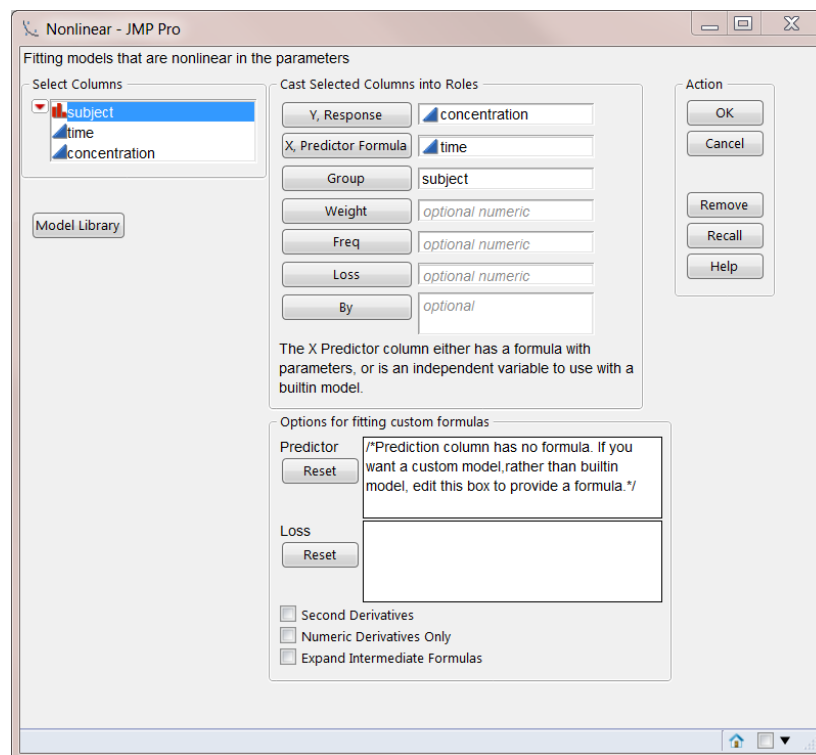 Nonlinear - JMP Pro
Fitting models that are nonlinear in the parameters
Select Columns
subject
time
concentration
Model Library
Cast Selected Columns into Roles
Y, Response
concentration
X, Predictor Formula
time
Group
subject
Weight
optional numeric
Freq
optional numeric
Loss
optional numeric
By
optional
The X Predictor column either has a formula with
parameters, or is an independent variable to use with a
builtin model.
Options for fitting custom formulas
Predictor
Reset
/*Prediction column has no formula. If you
want a custom model,rather than builtin
model, edit this box to provide a formula.*/
Loss
Reset
Second Derivatives
Numeric Derivatives Only
Expand Intermediate Formulas
Action
OK
Cancel
Remove
Recall
Help